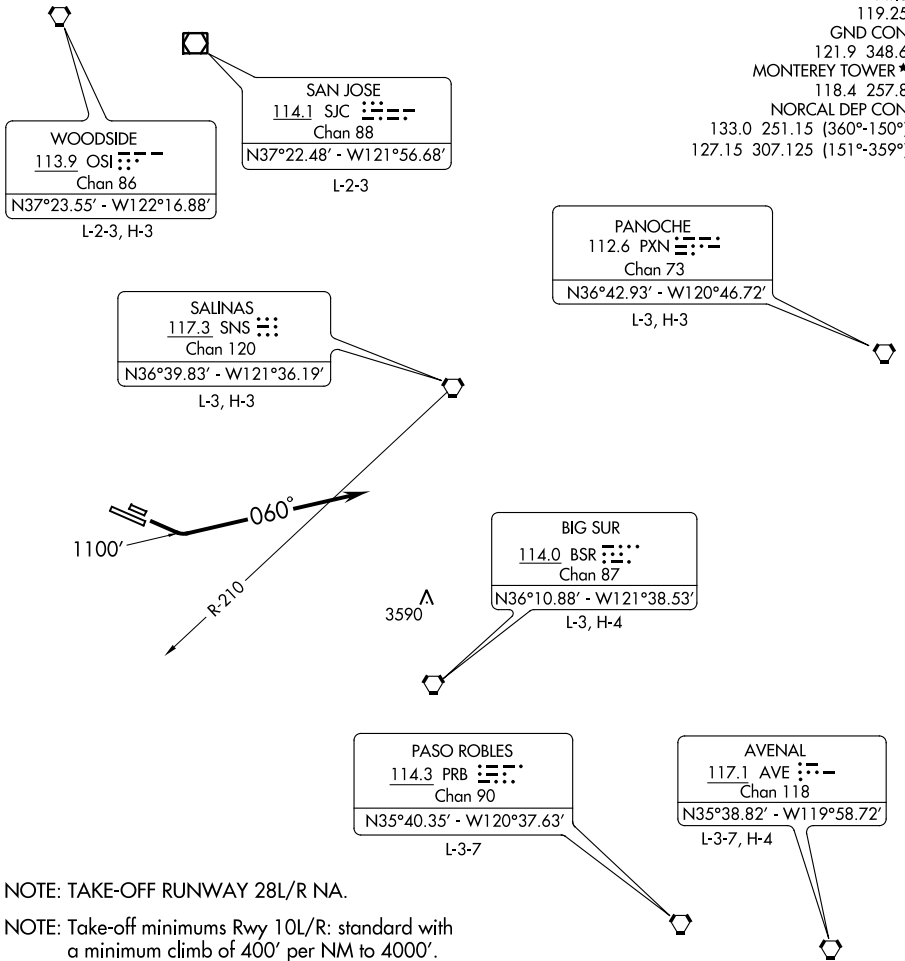 119.25
GND CON
121.9 348.6
MONTEREY TOWER ★
118.4 257.8
NORCAL DEP CON
133.0 251.15 (360°-150°)
127.15 307.125 (151°-359°)
SAN JOSE
114.1 SJC
Chan 88
N37°22.48' - W121°56.68'
L-2-3
WOODSIDE
113.9 OSI
Chan 86
N37°23.55' - W122°16.88'
L-2-3, H-3
PANOCHE
112.6 PXN
Chan 73
N36°42.93' - W120°46.72'
L-3, H-3
SALINAS
117.3 SNS
Chan 120
N36°39.83' - W121°36.19'
L-3, H-3
060°
1100'
R-210
3590
BIG SUR
114.0 BSR
Chan 87
N36°10.88' - W121°38.53'
L-3, H-4
PASO ROBLES
114.3 PRB
Chan 90
N35°40.35' - W120°37.63'
L-3-7
AVENAL
117.1 AVE
Chan 118
N35°38.82' - W119°58.72'
L-3-7, H-4
NOTE: TAKE-OFF RUNWAY 28L/R NA.
NOTE: Take-off minimums Rwy 10L/R: standard with
a minimum climb of 400' per NM to 4000'.